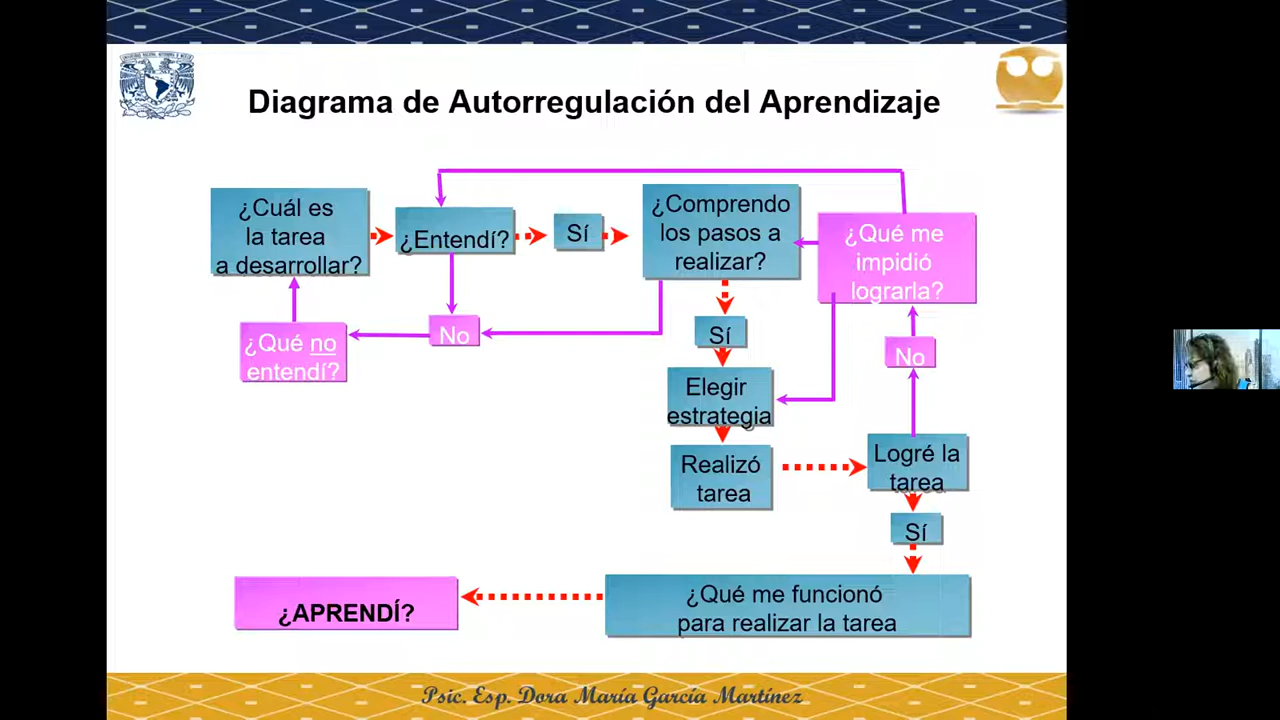 Diagrama de Autorregulación del Aprendizaje
¿Cuál es
la tarea
a desarrollar?
¿Entendí?
Sí
¿Comprendo
los pasos a
realizar?
¿Qué me
impidió
lograrla?
¿Qué no
entendí?
No
Sí
No
Elegir
estrategia
Realizó
tarea
Logré la
tarea
Sí
¿Qué me funcionó
para realizar la tarea
¿APRENDÍ?
Psic. Esp. Dora María García Martínez